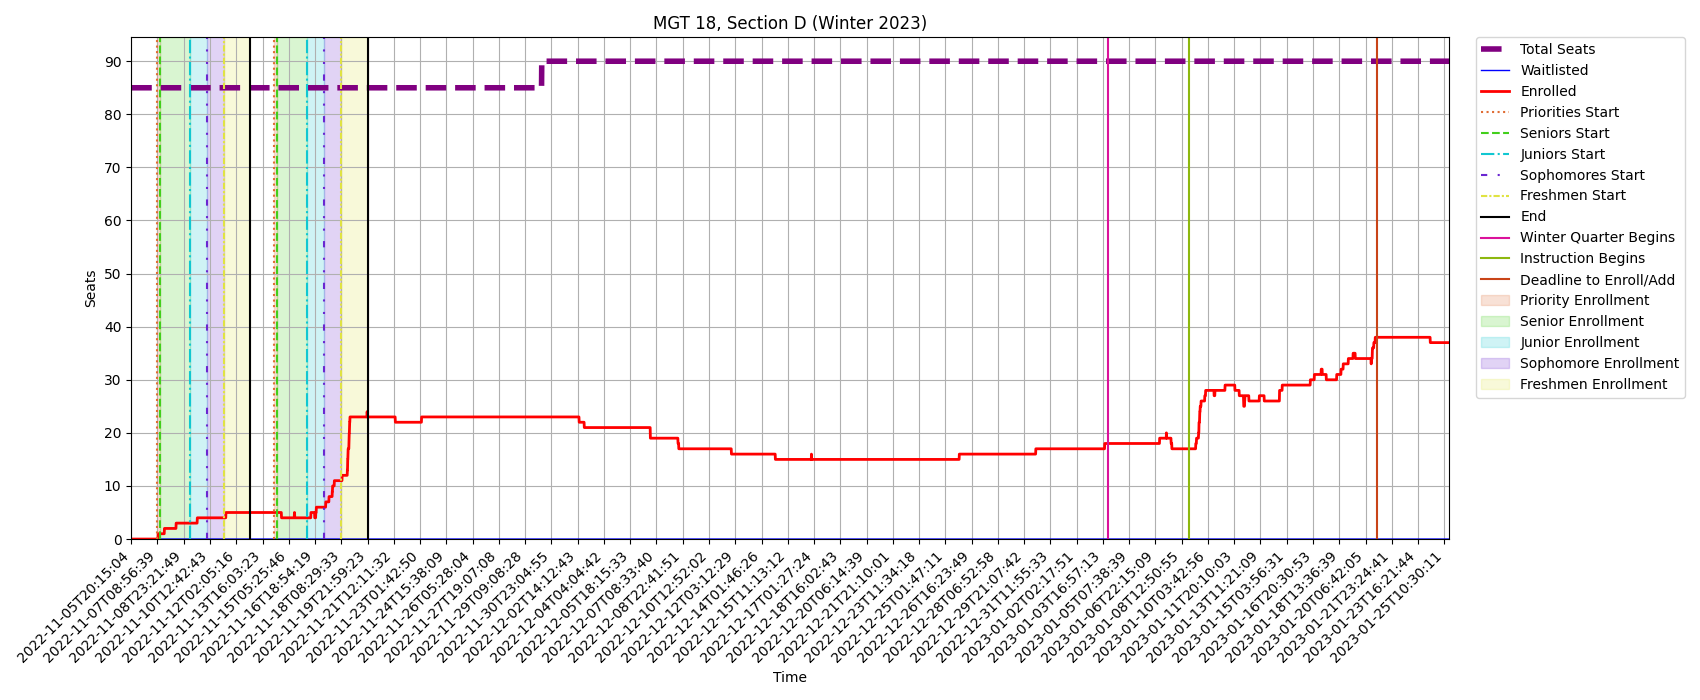 MGT 18, Section D (Winter 2023)
Seats
90
80
70
60
50
40
30
20
10
0
2022-11-05T20:15:04
2022-11-07T08:56:39
2022-11-08T23:21:49
2022-11-10T12:42:43
2022-11-12T02:05:16
2022-11-13T16:03:23
2022-11-15T05:25:46
2022-11-16T18:54:19
2022-11-18T08:29:33
2022-11-19T21:59:23
2022-11-21T12:11:32
2022-11-23T01:42:50
2022-11-24T15:38:09
2022-11-26T05:28:04
2022-11-27T19:07:08
2022-11-29T09:08:28
2022-11-30T23:04:55
2022-12-02T14:12:43
2022-12-04T04:04:42
2022-12-05T18:15:33
2022-12-07T08:33:40
2022-12-08T22:41:51
2022-12-10T12:52:02
2022-12-12T03:12:29
2022-12-14T01:46:26
2022-12-15T11:13:12
2022-12-17T01:27:24
2022-12-18T16:02:43
2022-12-20T06:14:39
2022-12-21T21:10:01
2022-12-23T11:34:18
2022-12-25T01:47:11
2022-12-26T16:23:49
2022-12-28T06:52:58
2022-12-29T21:07:42
2022-12-31T11:55:33
2023-01-02T02:17:51
2023-01-03T16:57:13
2023-01-05T07:38:39
2023-01-06T22:15:09
2023-01-08T12:50:55
2023-01-10T03:42:56
2023-01-11T20:10:03
2023-01-13T11:21:09
2023-01-15T03:56:31
2023-01-16T20:30:53
2023-01-18T13:36:39
2023-01-20T06:42:05
2023-01-21T23:24:41
2023-01-23T16:21:44
2023-01-25T10:30:11
Time
Total Seats
Waitlisted
Enrolled
Priorities Start
Seniors Start
Juniors Start
Sophomores Start
Freshmen Start
End
Winter Quarter Begins
Instruction Begins
Deadline to Enroll/Add
Priority Enrollment
Senior Enrollment
Junior Enrollment
Sophomore Enrollment
Freshmen Enrollment